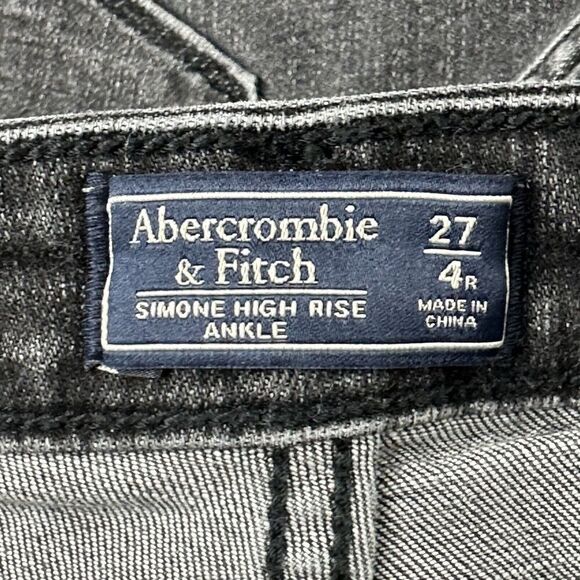 Abercrombie
& Fitch
SIMONE HIGH RISE
ANKLE
27
4R
MADE IN
CHINA